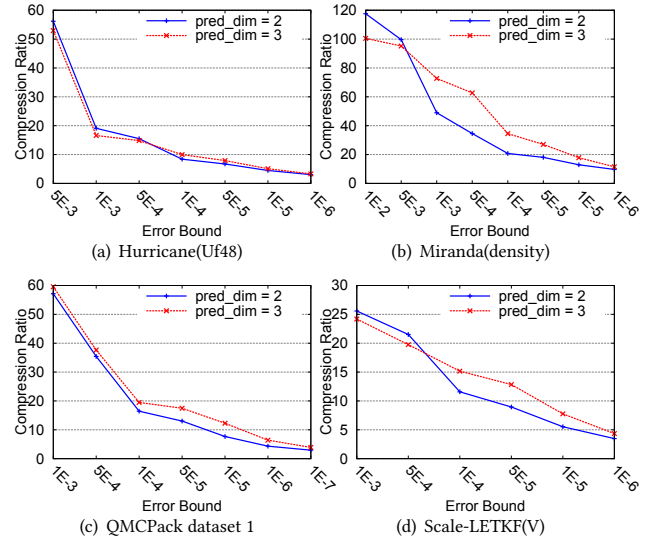 pred_dim = 2
pred_dim = 3
Compression Ratio
60
50
40
30
20
10
0
5E-3 1E-3 5E-4 1E-4 5E-5 1E-5 1E-6
Error Bound
(a) Hurricane(Uf48)
pred_dim = 2
pred_dim = 3
Compression Ratio
120
100
80
60
40
20
0
1E-2 5E-3 1E-3 5E-4 1E-4 5E-5 1E-5 1E-6
Error Bound
(b) Miranda(density)
pred_dim = 2
pred_dim = 3
Compression Ratio
60
50
40
30
20
10
0
1E-3 5E-4 1E-4 5E-5 1E-5 1E-6 1E-7
Error Bound
(c) QMCPack dataset 1
pred_dim = 2
pred_dim = 3
Compression Ratio
30
25
20
15
10
5
0
1E-3 5E-4 1E-4 5E-5 1E-5 1E-6
Error Bound
(d) Scale-LETKF(V)